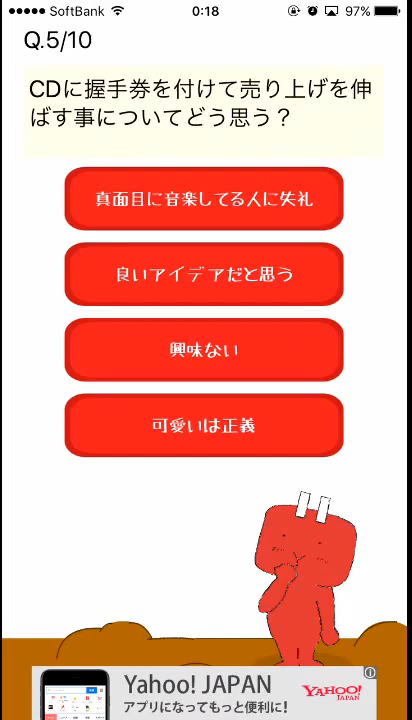 SoftBank 0:18 97%
Q.5/10
CDに握手券を付けて売り上げを伸
ばす事についてどう思う？
真面目に音楽してる人に失礼
良いアイデアだと思う
興味ない
可愛いは正義
Yahoo! JAPAN
アプリになってもっと便利に!
YAHOO!
JAPAN